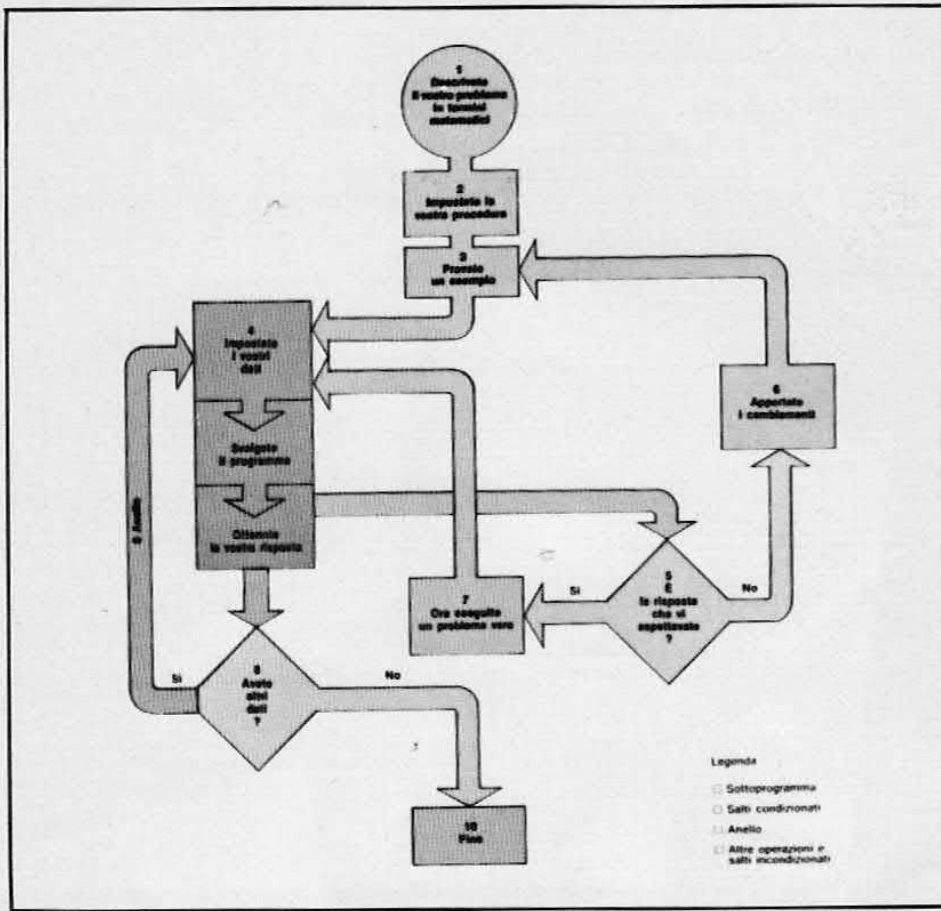 1
Descrivete
il vostro problema
in termini
matematici
2
Impostate la
vostra procedura
3
Provate
un esempio
4
Impostate
i vostri
dati
Svolgete
il programma
Ottenete
la vostra risposta
5
È
la risposta
che vi
aspettavate
?
Sì
No
6
Apportate
i cambiamenti
7
Ora eseguite
un problema vero
8
Avete
altri
dati
?
Sì
No
9 Anello
10
Fine
Legenda
Sottoprogramma
Salti condizionati
Anello
Altre operazioni e
salti incondizionati